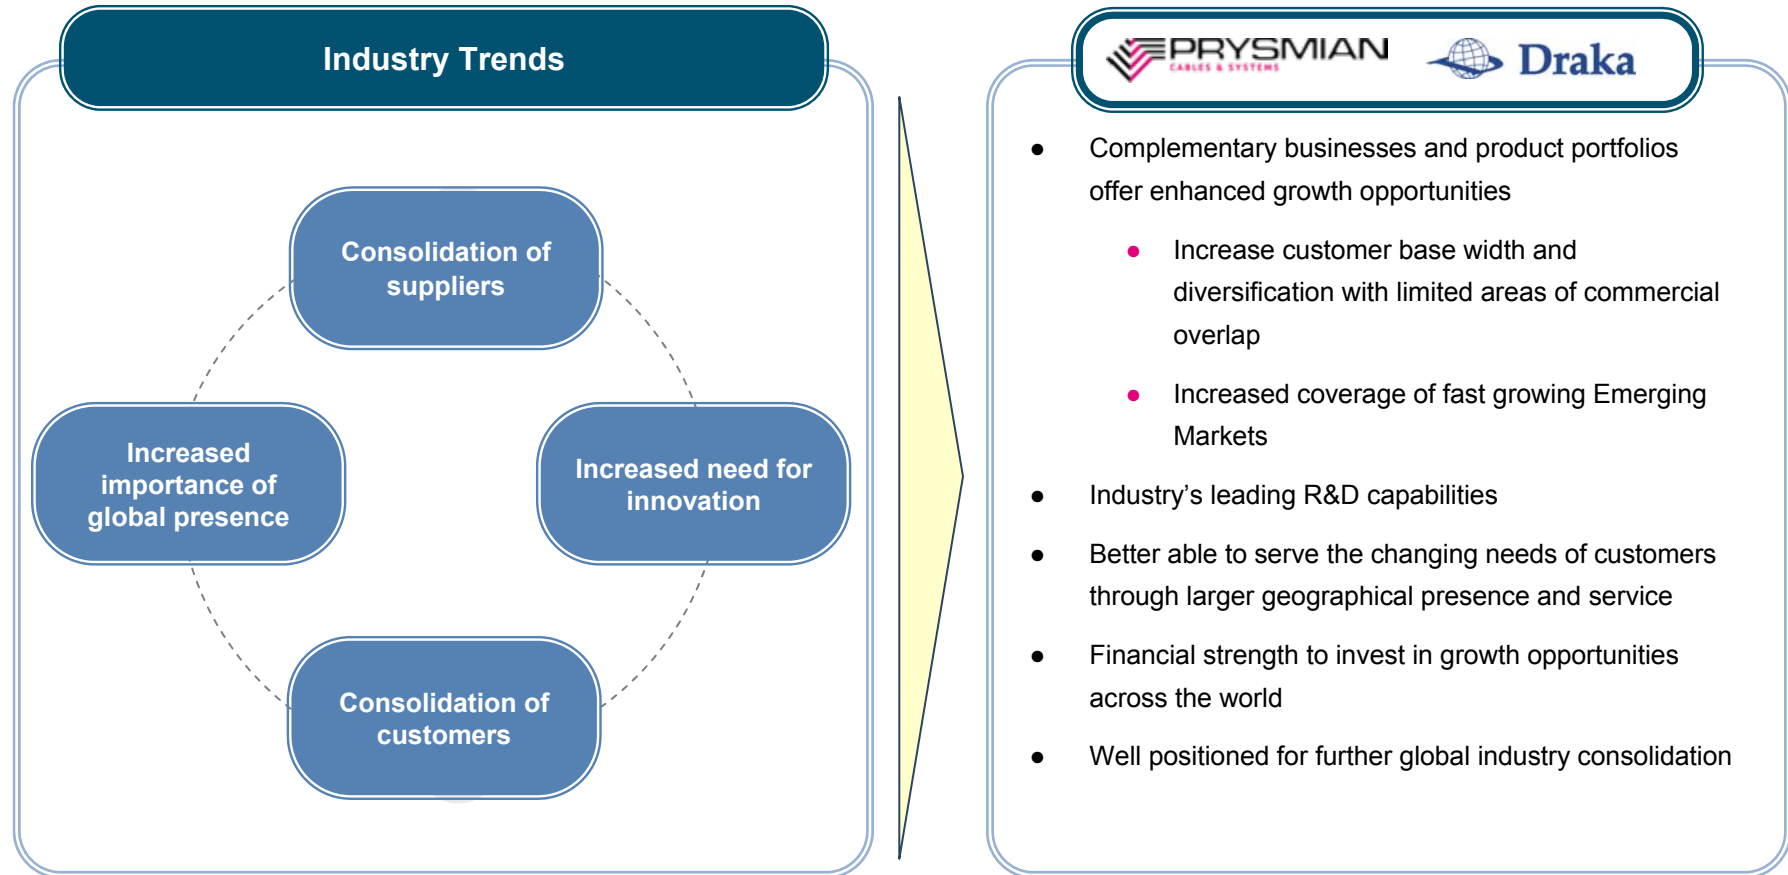 Industry Trends
Consolidation of
suppliers
Increased
importance of
global presence
Increased need for
innovation
Consolidation of
customers
PRYSMIAN
CABLES & SYSTEMS
Draka
● Complementary businesses and product portfolios
offer enhanced growth opportunities
● Increase customer base width and
diversification with limited areas of commercial
overlap
● Increased coverage of fast growing Emerging
Markets
● Industry’s leading R&D capabilities
● Better able to serve the changing needs of customers
through larger geographical presence and service
● Financial strength to invest in growth opportunities
across the world
● Well positioned for further global industry consolidation